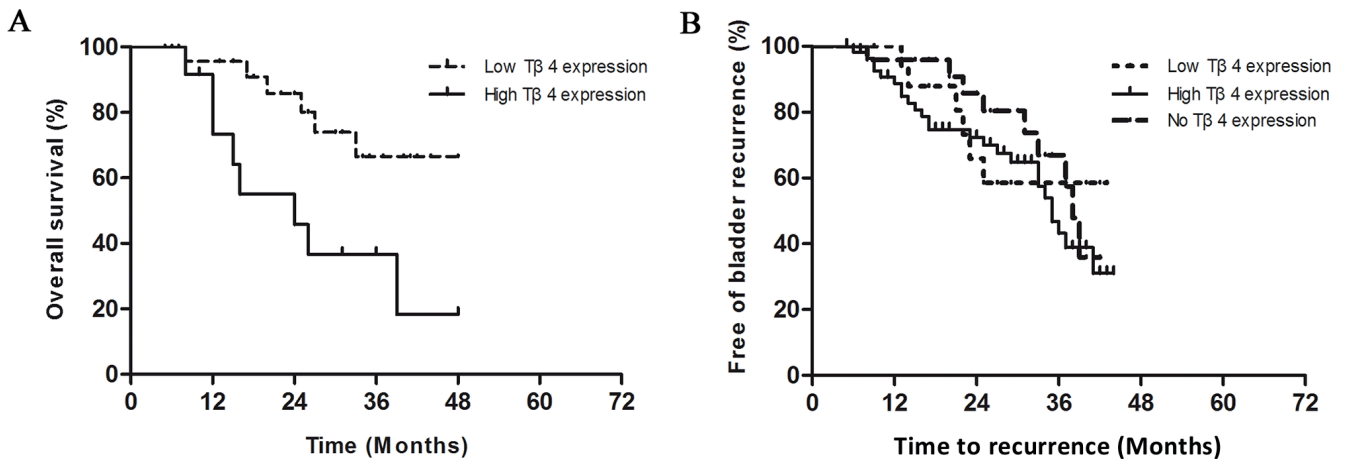 A
Overall survival (%)
100
80
60
40
20
0
0 12 24 36 48 60 72
Time (Months)
Low Tβ 4 expression
High Tβ 4 expression
B
Free of bladder recurrence (%)
100
80
60
40
20
0
0 12 24 36 48 60 72
Time to recurrence (Months)
Low Tβ 4 expression
High Tβ 4 expression
No Tβ 4 expression